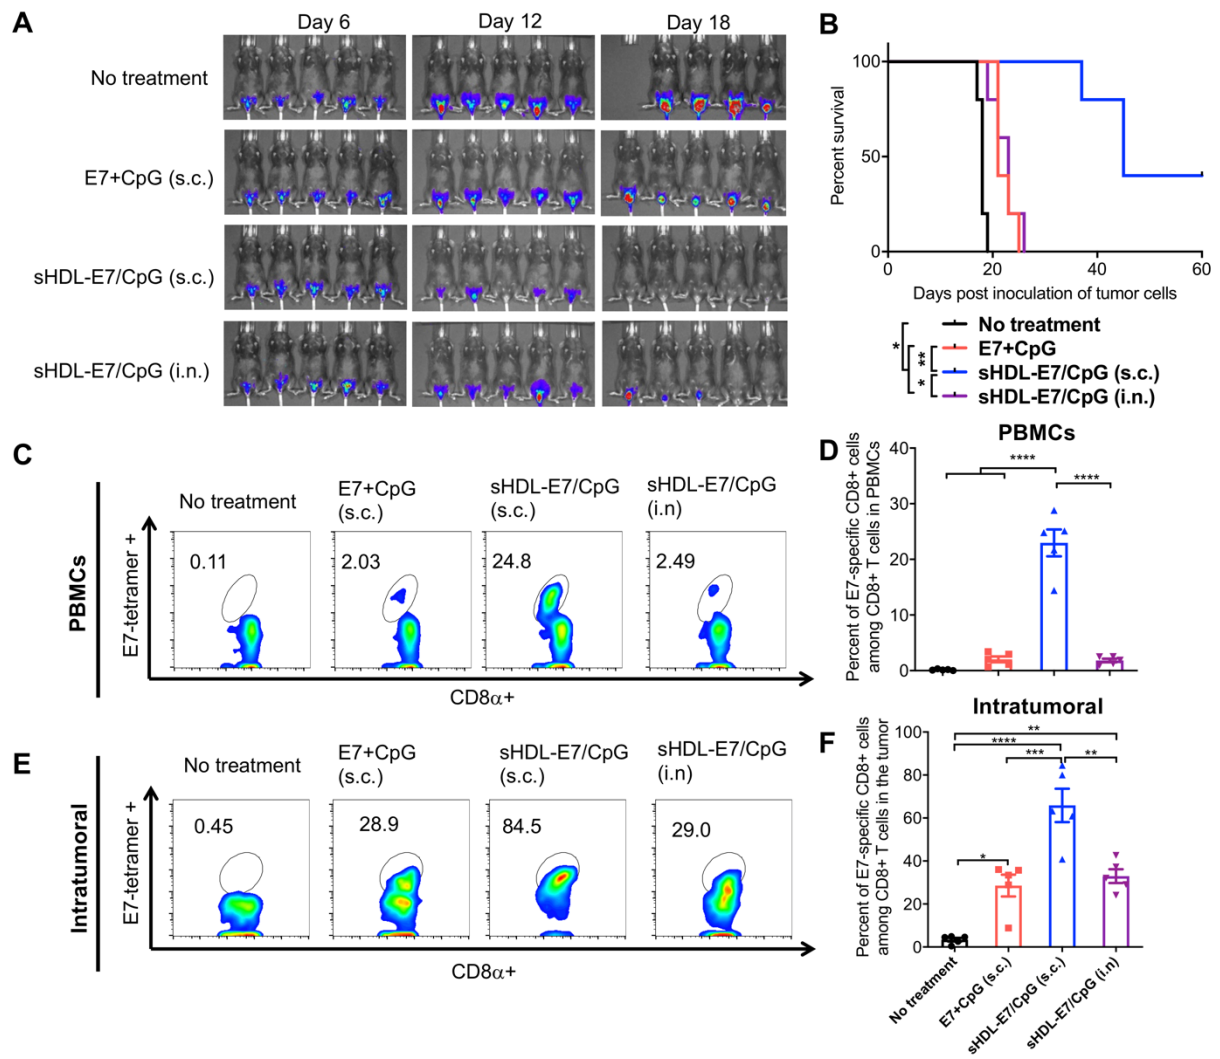 A
Day 6
Day 12
Day 18
No treatment
E7+CpG (s.c.)
sHDL-E7/CpG (s.c.)
sHDL-E7/CpG (i.n.)
B
Percent survival
100
50
0
0
20
40
60
Days post inoculation of tumor cells
No treatment
E7+CpG
sHDL-E7/CpG (s.c.)
sHDL-E7/CpG (i.n.)
*
**
*
C
PBMCs
No treatment
E7+CpG
(s.c.)
sHDL-E7/CpG
(s.c.)
sHDL-E7/CpG
(i.n)
E7-tetramer +
0.11
2.03
24.8
2.49
CD8α+
D
PBMCs
Percent of E7-specific CD8+ cells
among CD8+ T cells in PBMCs
40
30
20
10
0
****
****
E
Intratumoral
No treatment
E7+CpG
(s.c.)
sHDL-E7/CpG
(s.c.)
sHDL-E7/CpG
(i.n)
E7-tetramer +
0.45
28.9
84.5
29.0
CD8α+
F
Intratumoral
Percent of E7-specific CD8+ cells
among CD8+ T cells in the tumor
100
80
60
40
20
0
**
****
***
**
*
No treatment
E7+CpG (s.c.)
sHDL-E7/CpG (s.c.)
sHDL-E7/CpG (i.n)